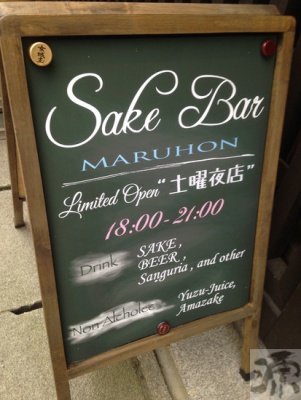 Sake Bar
MARUHON
Limited Open "土曜夜店"
18:00-21:00
Drink
SAKE,
BEER,
Sanguria, and other
Non Alcholee
Yuzu-Juice,
Amazake